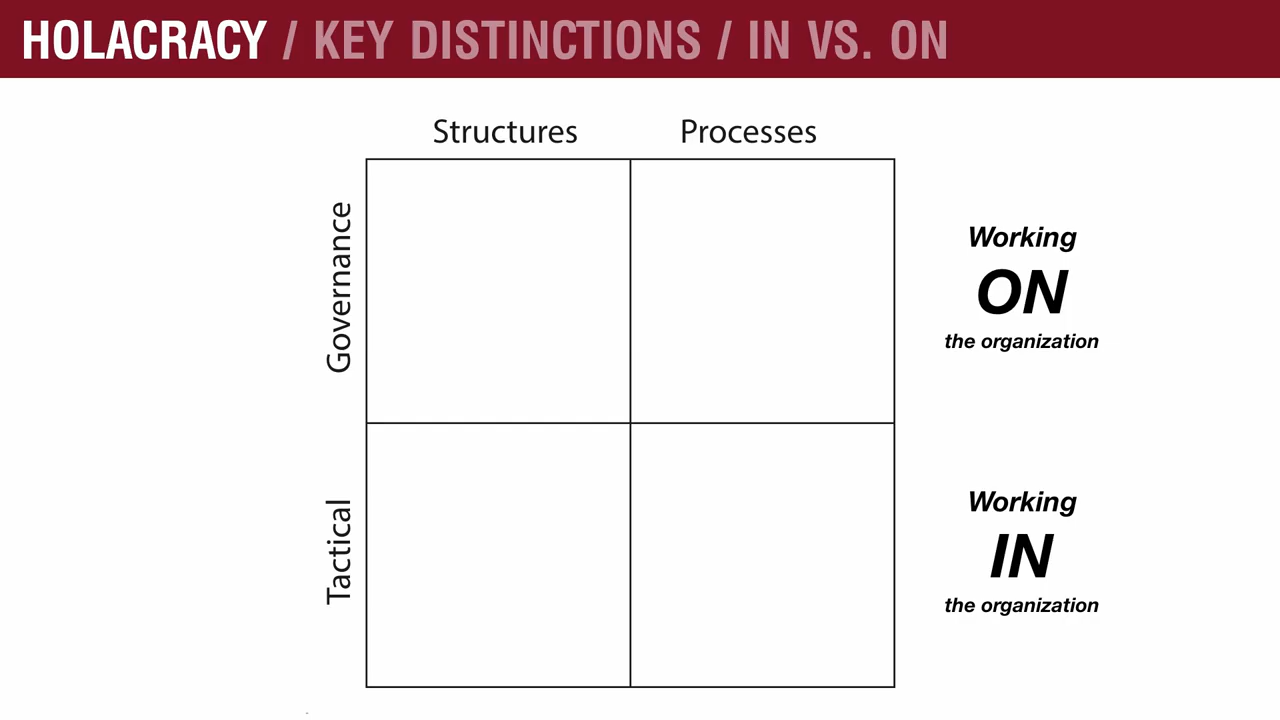 HOLACRACY / KEY DISTINCTIONS / IN VS. ON
Structures Processes
Governance
Working
ON
the organization
Tactical
Working
IN
the organization